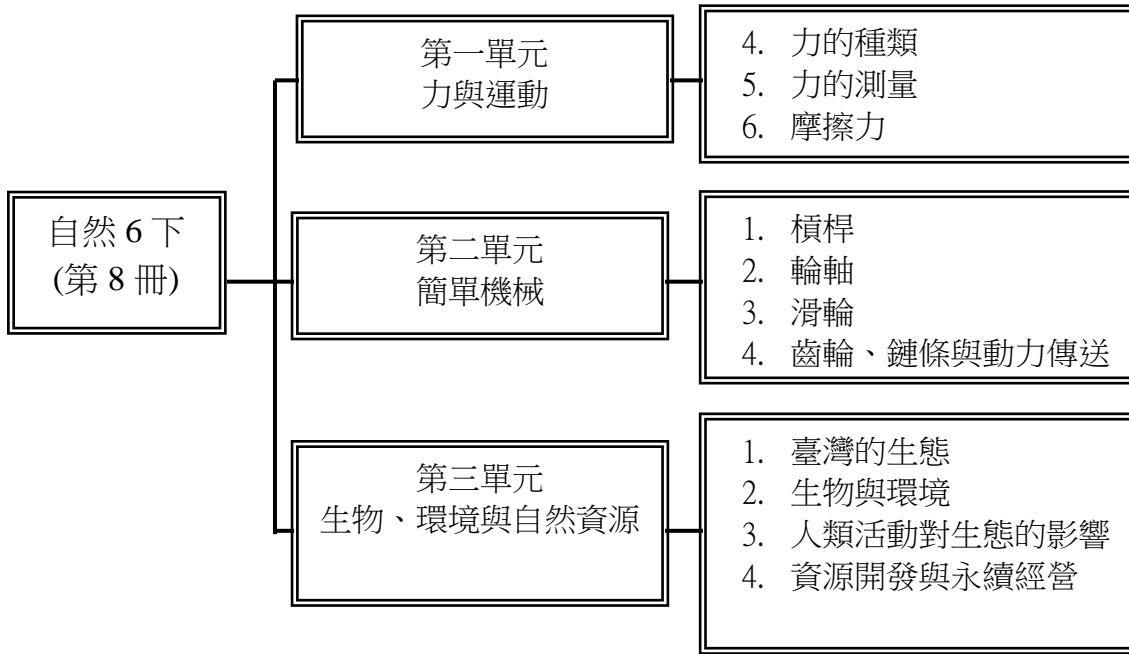 第一單元
力與運動
4. 力的種類
5. 力的測量
6. 摩擦力
自然 6 下
(第 8 冊)
第二單元
簡單機械
1. 槓桿
2. 輪軸
3. 滑輪
4. 齒輪、鏈條與動力傳送
第三單元
生物、環境與自然資源
1. 臺灣的生態
2. 生物與環境
3. 人類活動對生態的影響
4. 資源開發與永續經營